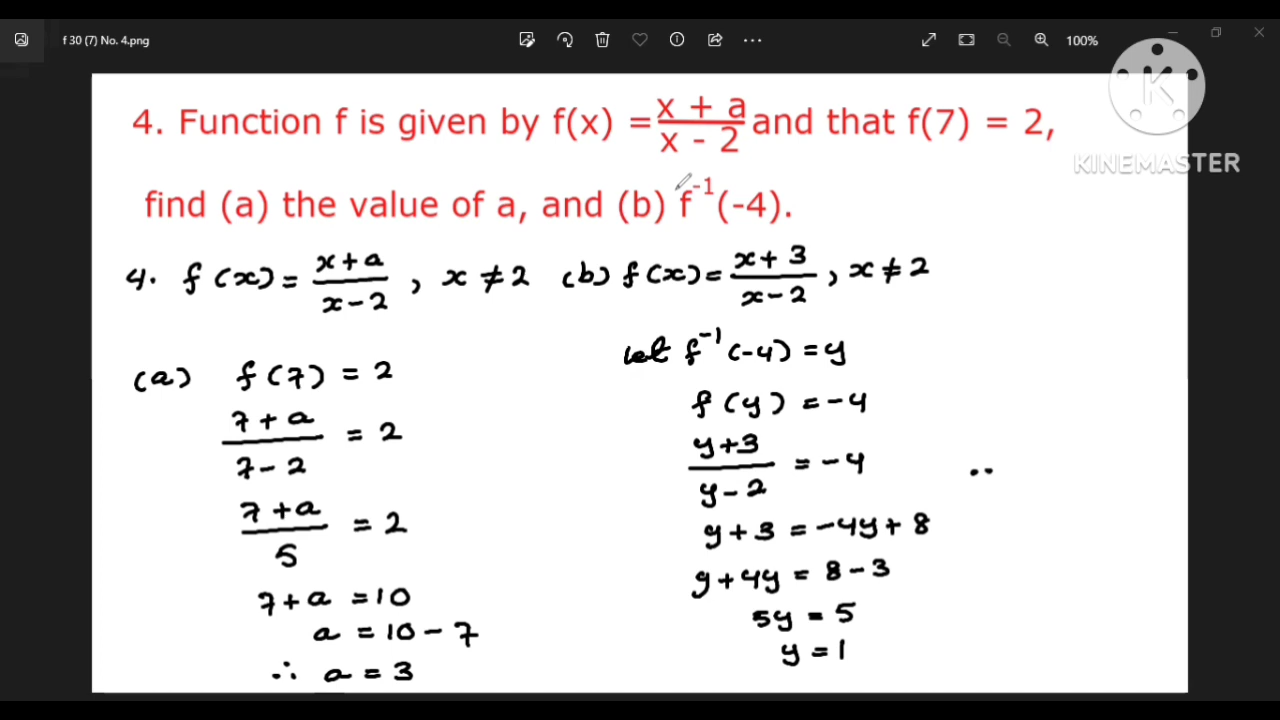 f 30 (7) No. 4.png
100%
KINEMASTER
4. Function f is given by f(x) = (x + a)/(x - 2) and that f(7) = 2,
find (a) the value of a, and (b) f⁻¹(-4).
4. f(x) = (x+a)/(x-2), x ≠ 2
(a) f(7) = 2
(7+a)/(7-2) = 2
(7+a)/5 = 2
7+a = 10
a = 10 - 7
∴ a = 3
(b) f(x) = (x+3)/(x-2), x ≠ 2
let f⁻¹(-4) = y
f(y) = -4
(y+3)/(y-2) = -4
y+3 = -4y+8
y+4y = 8-3
5y = 5
y = 1